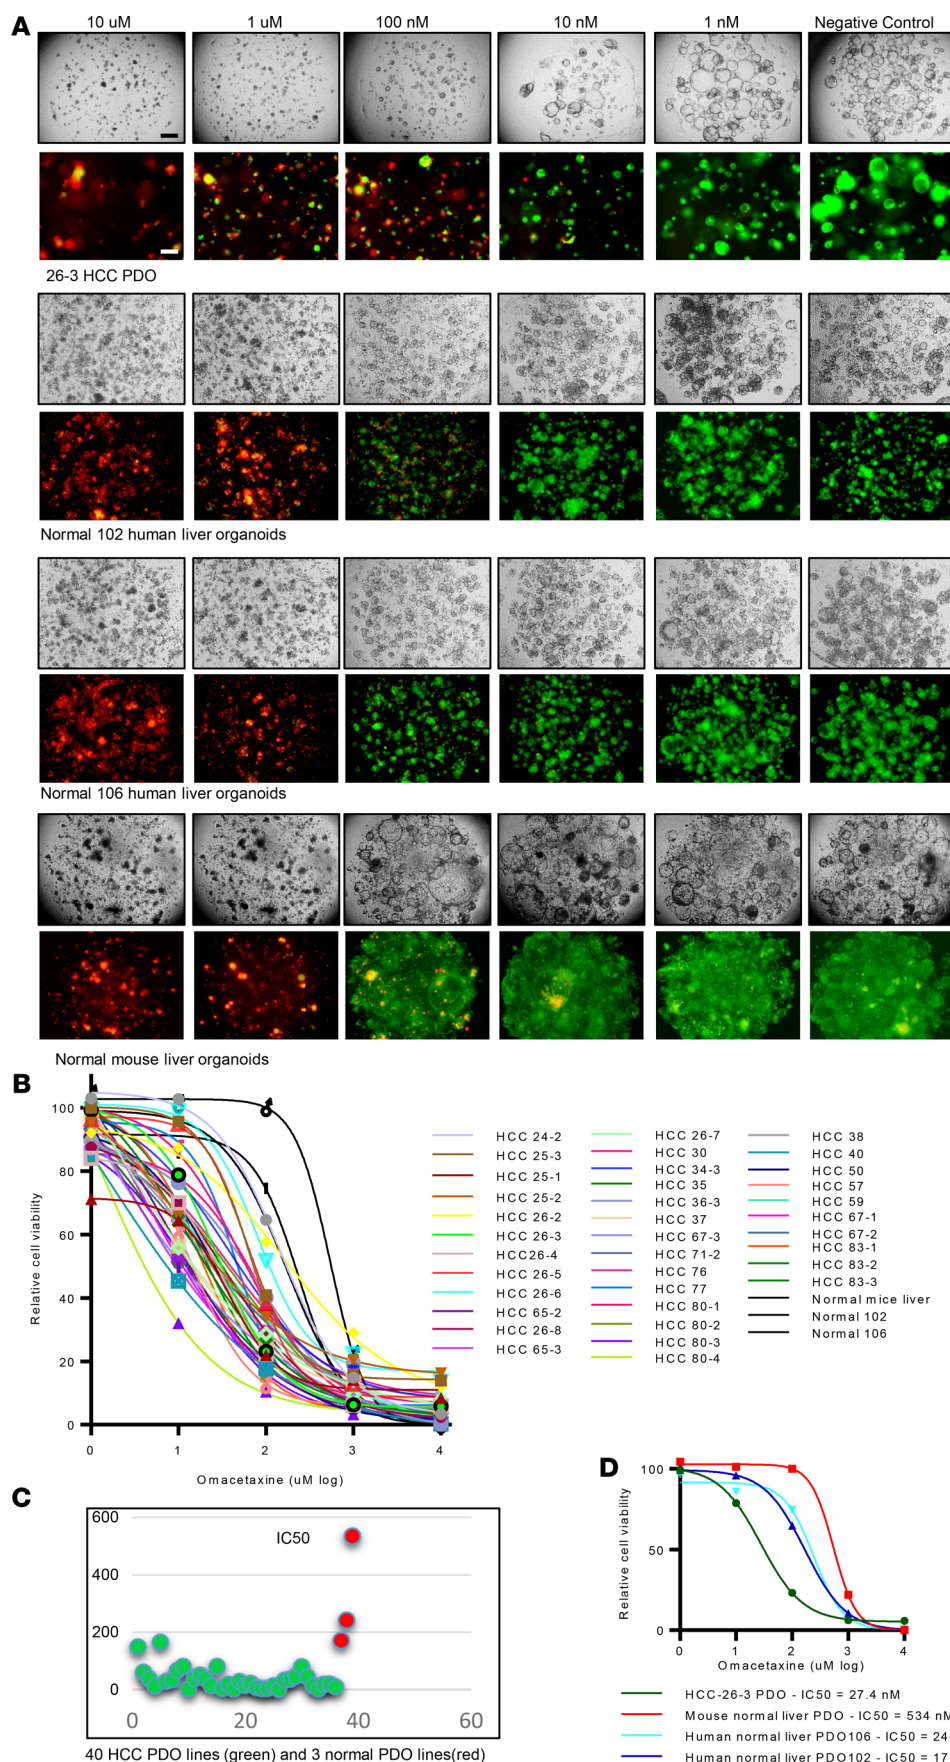 A
10 uM 1 uM 100 nM 10 nM 1 nM Negative Control
26-3 HCC PDO
Normal 102 human liver organoids
Normal 106 human liver organoids
Normal mouse liver organoids
B
100
80
60
40
20
0
Relative cell viability
0 1 2 3 4
Omacetaxine (uM log)
HCC 24-2
HCC 25-3
HCC 25-1
HCC 25-2
HCC 26-2
HCC 26-3
HCC26-4
HCC 26-5
HCC 26-6
HCC 65-2
HCC 26-8
HCC 65-3
HCC 26-7
HCC 30
HCC 34-3
HCC 35
HCC 36-3
HCC 37
HCC 67-3
HCC 71-2
HCC 76
HCC 77
HCC 80-1
HCC 80-2
HCC 80-3
HCC 80-4
HCC 38
HCC 40
HCC 50
HCC 57
HCC 59
HCC 67-1
HCC 67-2
HCC 83-1
HCC 83-2
HCC 83-3
Normal mice liver
Normal 102
Normal 106
C
600
400
200
0
IC50
0 20 40 60
40 HCC PDO lines (green) and 3 normal PDO lines(red)
D
100
50
0
Relative cell viability
0 1 2 3 4
Omacetaxine (uM log)
HCC-26-3 PDO - IC50 = 27.4 nM
Mouse normal liver PDO - IC50 = 534 nM
Human normal liver PDO106 - IC50 = 24
Human normal liver PDO102 - IC50 = 17